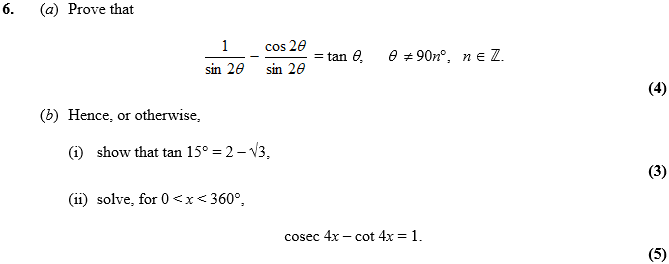 6. (a) Prove that
1/sin 2θ − cos 2θ/sin 2θ = tan θ, θ ≠ 90n°, n ∈ ℤ.
(4)
(b) Hence, or otherwise,
(i) show that tan 15° = 2 – √3,
(3)
(ii) solve, for 0 < x < 360°,
cosec 4x – cot 4x = 1.
(5)